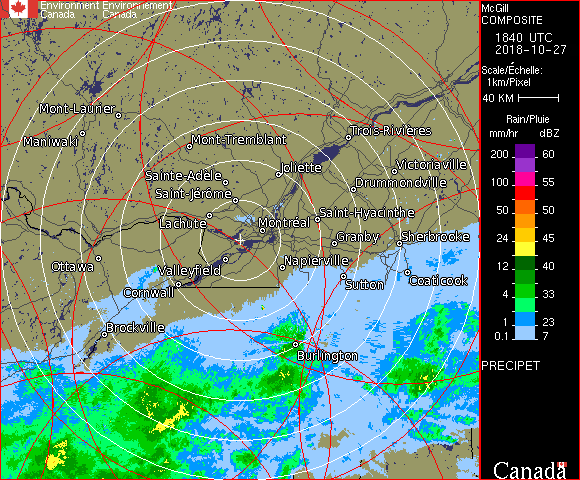 Environment Environnement
Canada Canada
McGill
COMPOSITE
1840 UTC
2018-10-27
Scale/Échelle:
1km/Pixel
40 KM
Rain/Pluie
mm/hr dBZ
200 60
100 55
50 50
24 45
12 40
4 33
1 23
0.1 7
PRECIPET
Mont-Laurier
Maniwaki
Mont-Tremblant
Trois-Rivières
Joliette
Victoriaville
Sainte-Adèle
Drummondville
Saint-Jérôme
Saint-Hyacinthe
Lachute
Montréal
Granby
Sherbrooke
Ottawa
Valleyfield
Napierville
Cornwall
Sutton
Coaticook
Brockville
Burlington
Canada